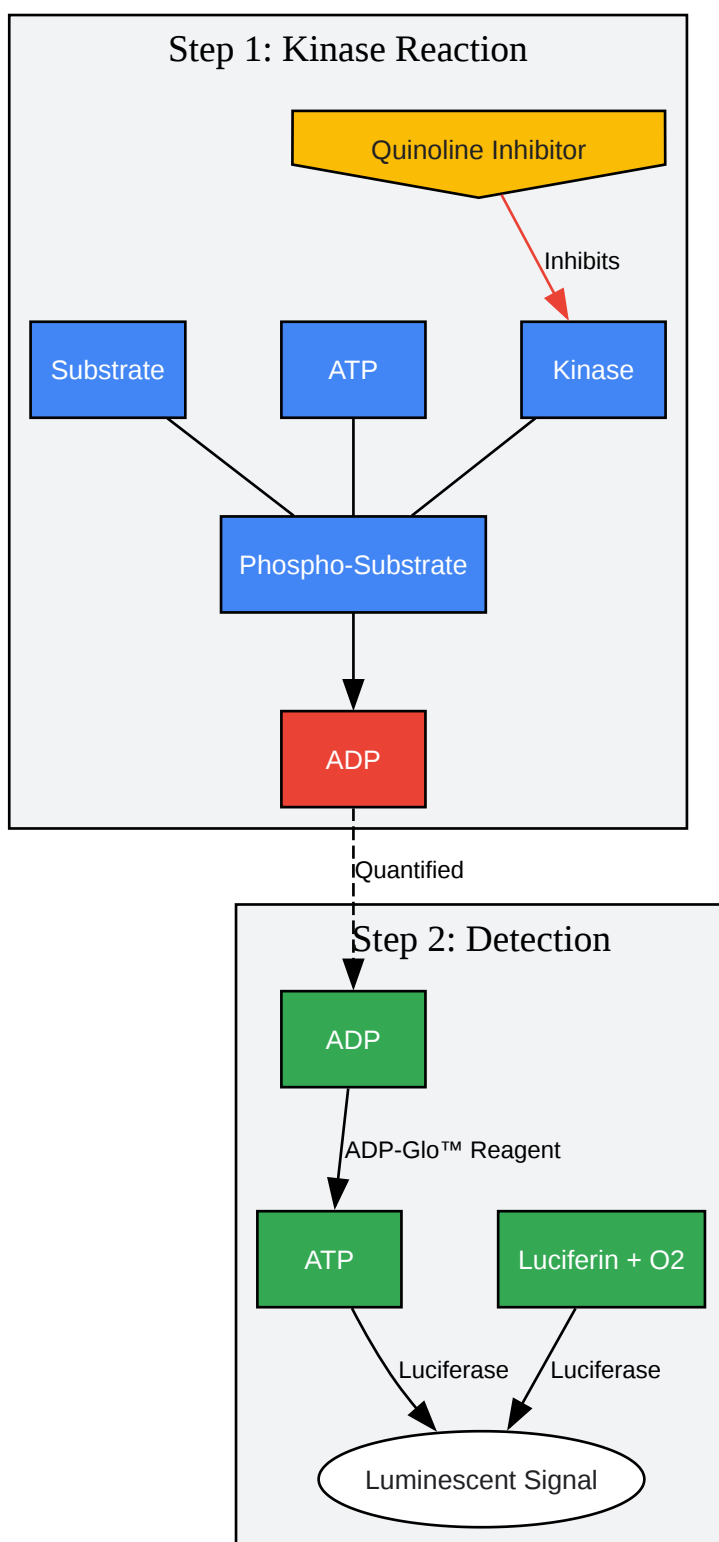 Step 1: Kinase Reaction
Quinoline Inhibitor
Inhibits
Substrate
ATP
Kinase
Phospho-Substrate
ADP
Quantified
Step 2: Detection
ADP
ADP-Glo™ Reagent
ATP
Luciferin + O2
Luciferase
Luciferase
Luminescent Signal